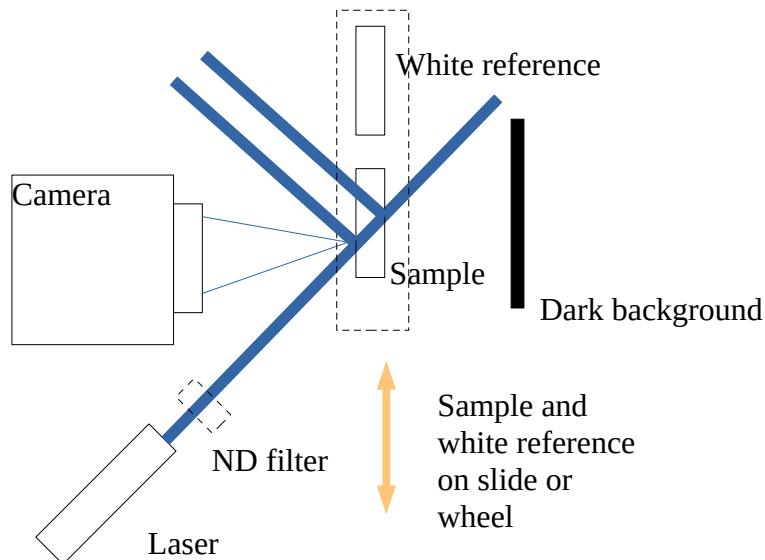 White reference
Camera
Sample
Dark background
Sample and
white reference
on slide or
wheel
ND filter
Laser